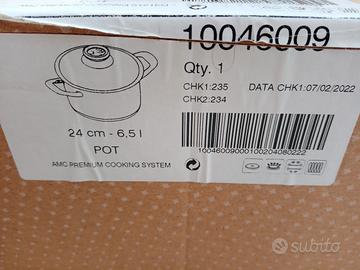 10046009
Qty. 1
CHK1:235 DATA CHK1:07/02/2022
CHK2:234
24 cm - 6,5 l
POT
AMC PREMIUM COOKING SYSTEM
1004600900010020408022
subito